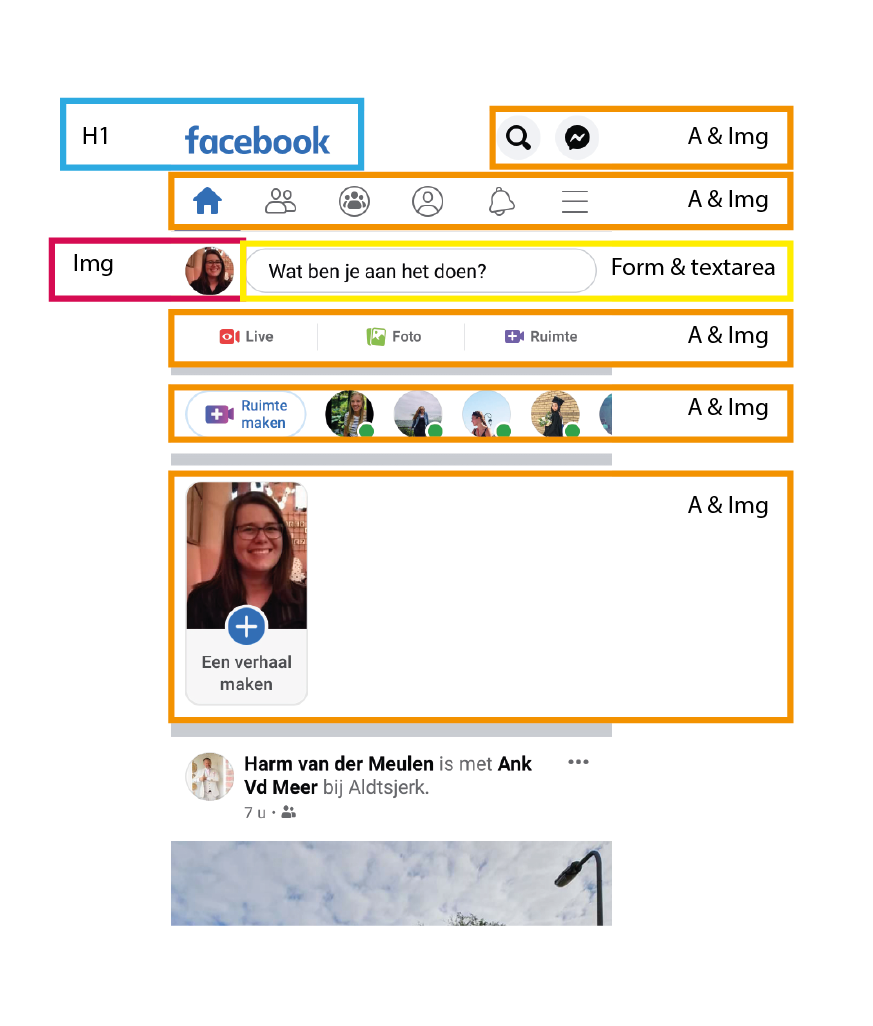 H1
facebook
A & Img
A & Img
Img
Wat ben je aan het doen?
Form & textarea
Live
Foto
Ruimte
A & Img
Ruimte
maken
A & Img
A & Img
Een verhaal
maken
Harm van der Meulen is met Ank
Vd Meer bij Aldtsjerk.
7 u ·